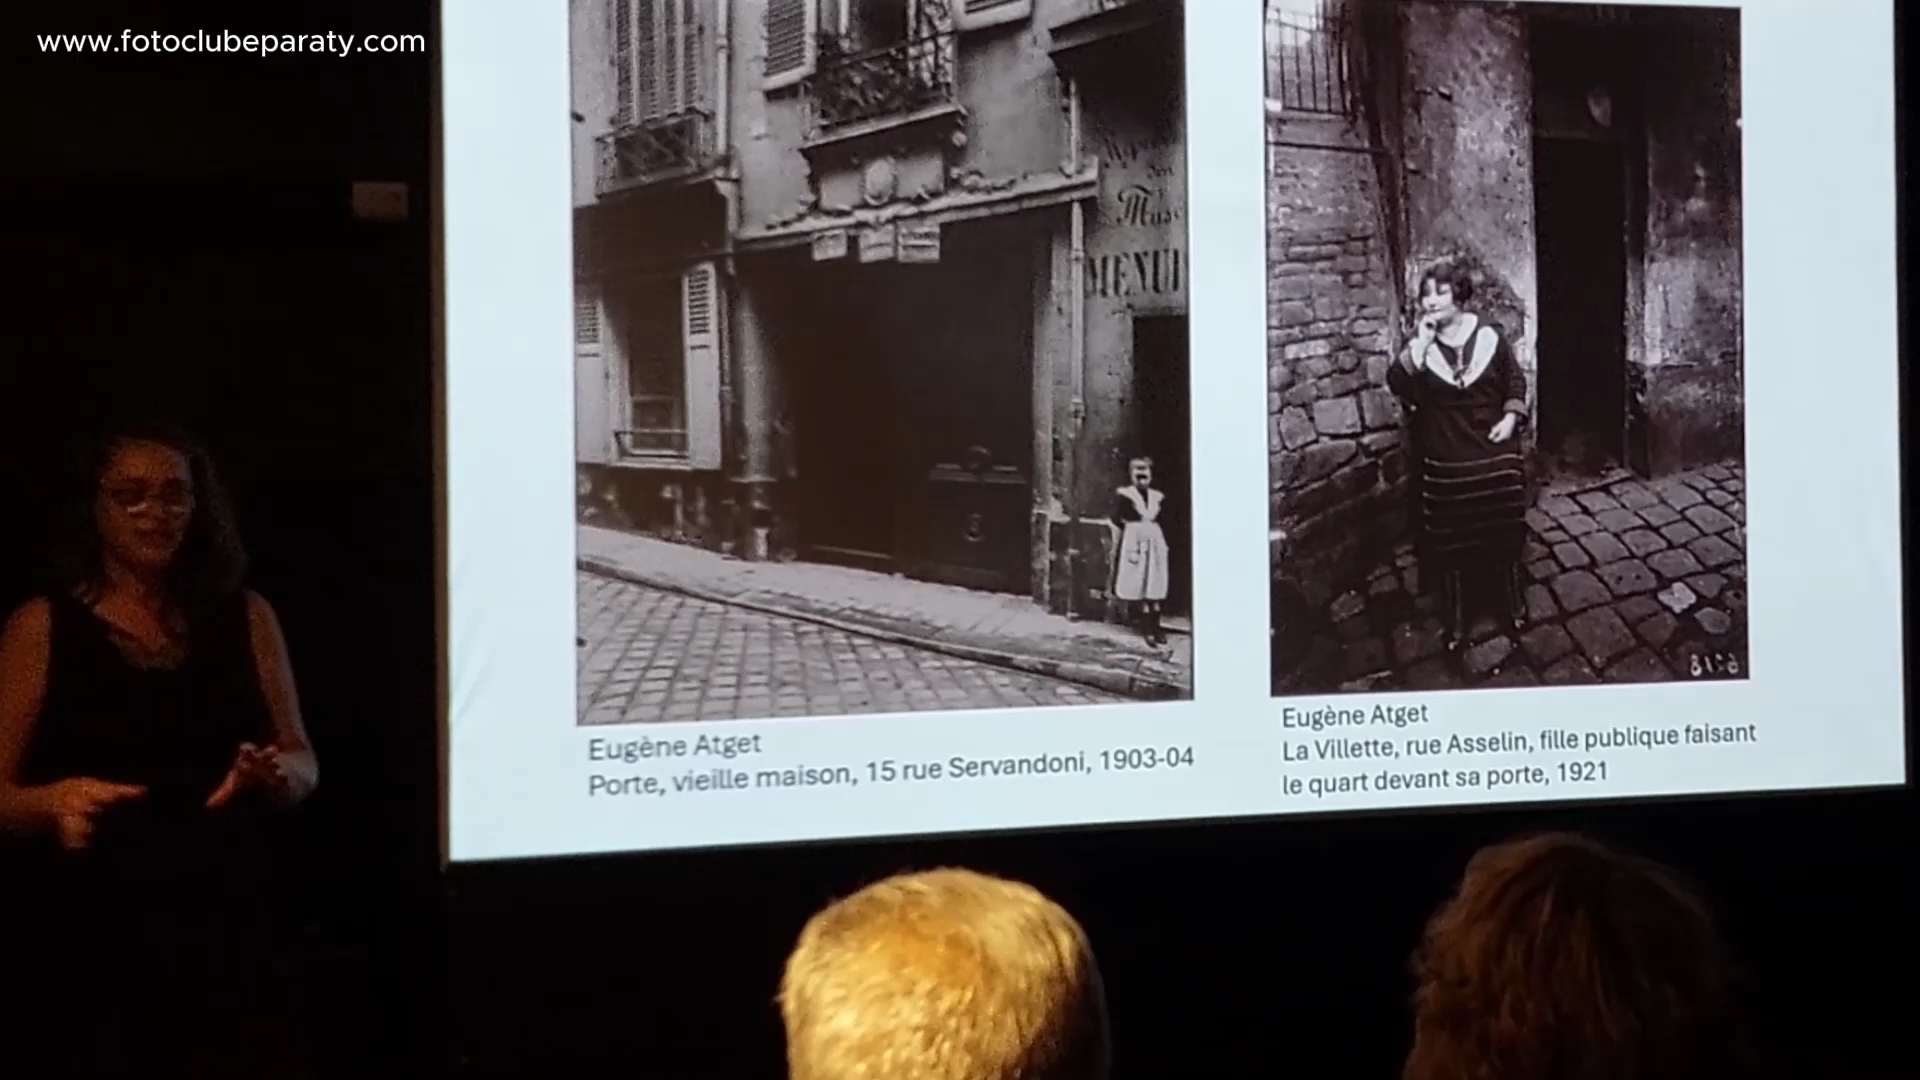 www.fotoclubeparaty.com
MENUI
Eugène Atget
Porte, vieille maison, 15 rue Servandoni, 1903-04
Eugène Atget
La Villette, rue Asselin, fille publique faisant
le quart devant sa porte, 1921